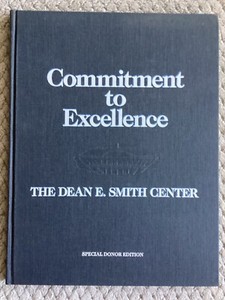 Commitment
to
Excellence
THE DEAN E. SMITH CENTER
SPECIAL DONOR EDITION